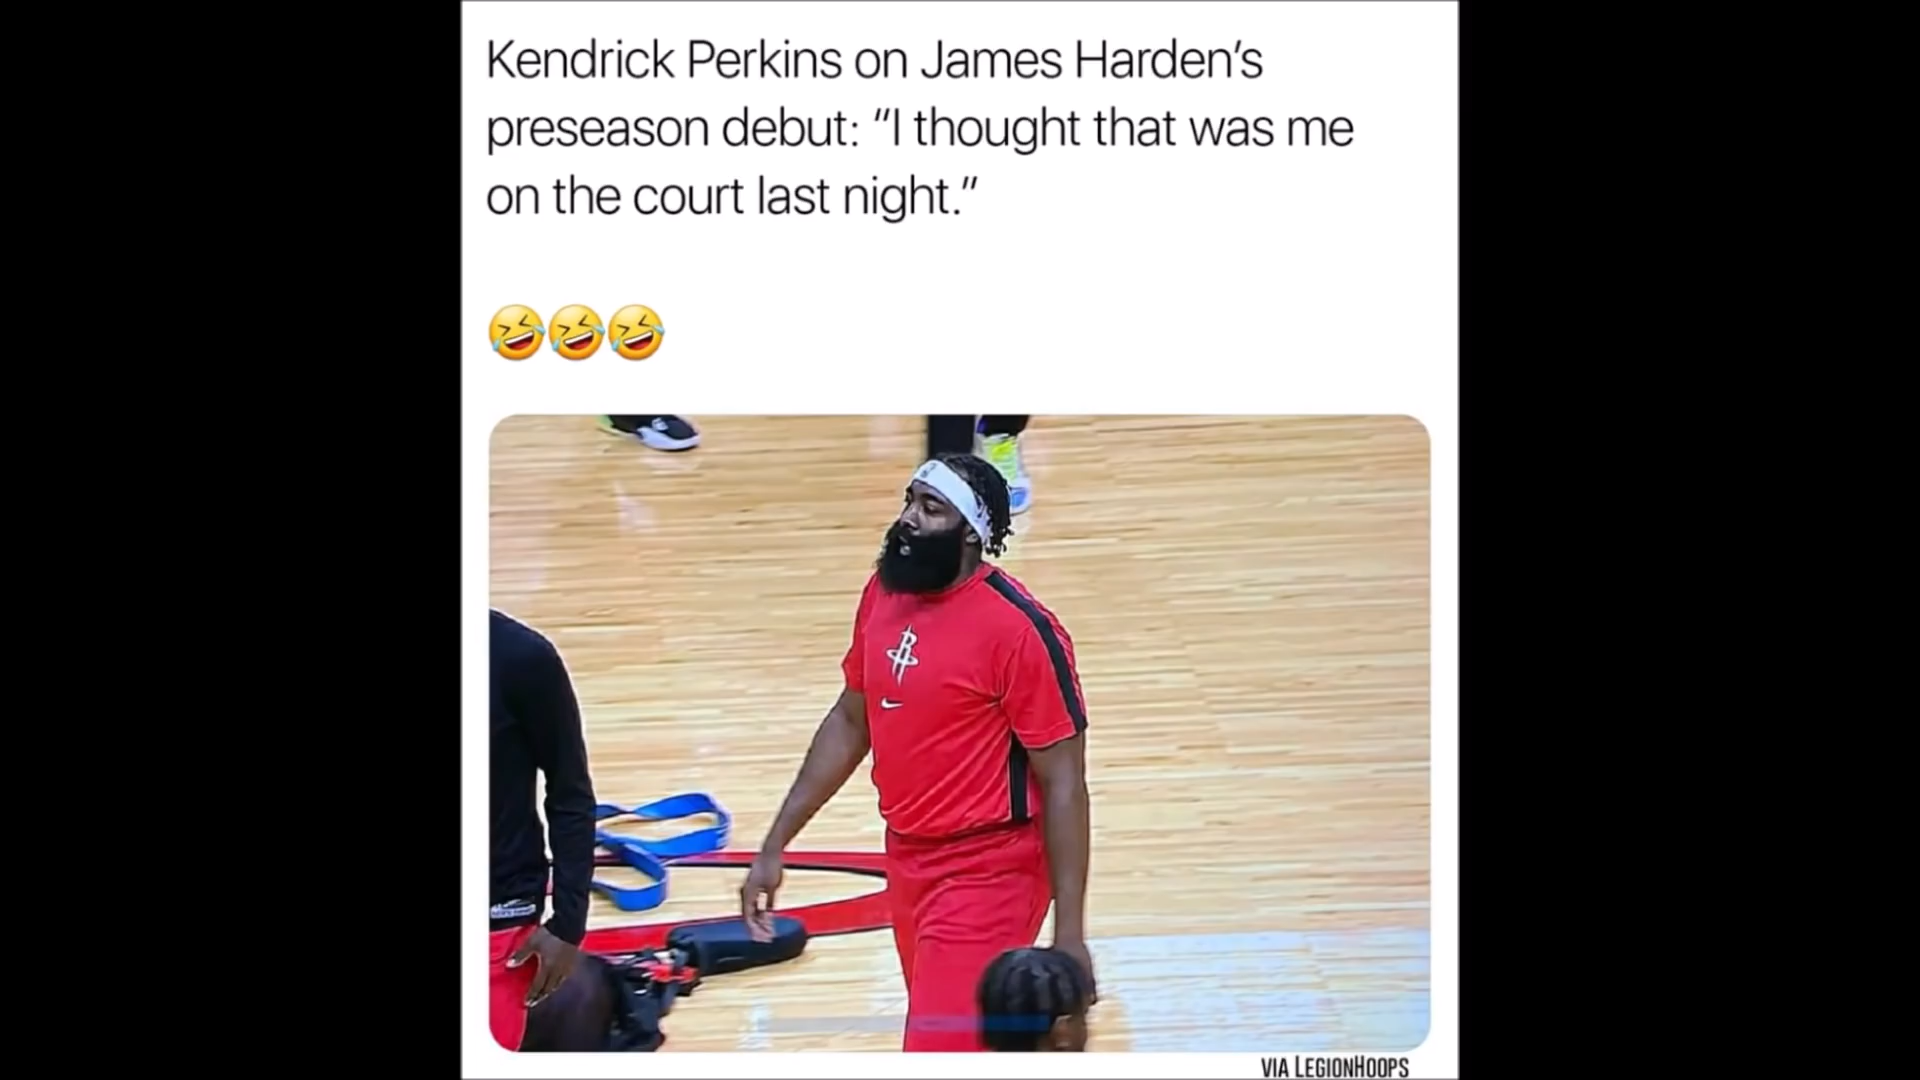 Kendrick Perkins on James Harden’s
preseason debut: “I thought that was me
on the court last night.”
🤣🤣🤣
VIA LEGIONHOOPS